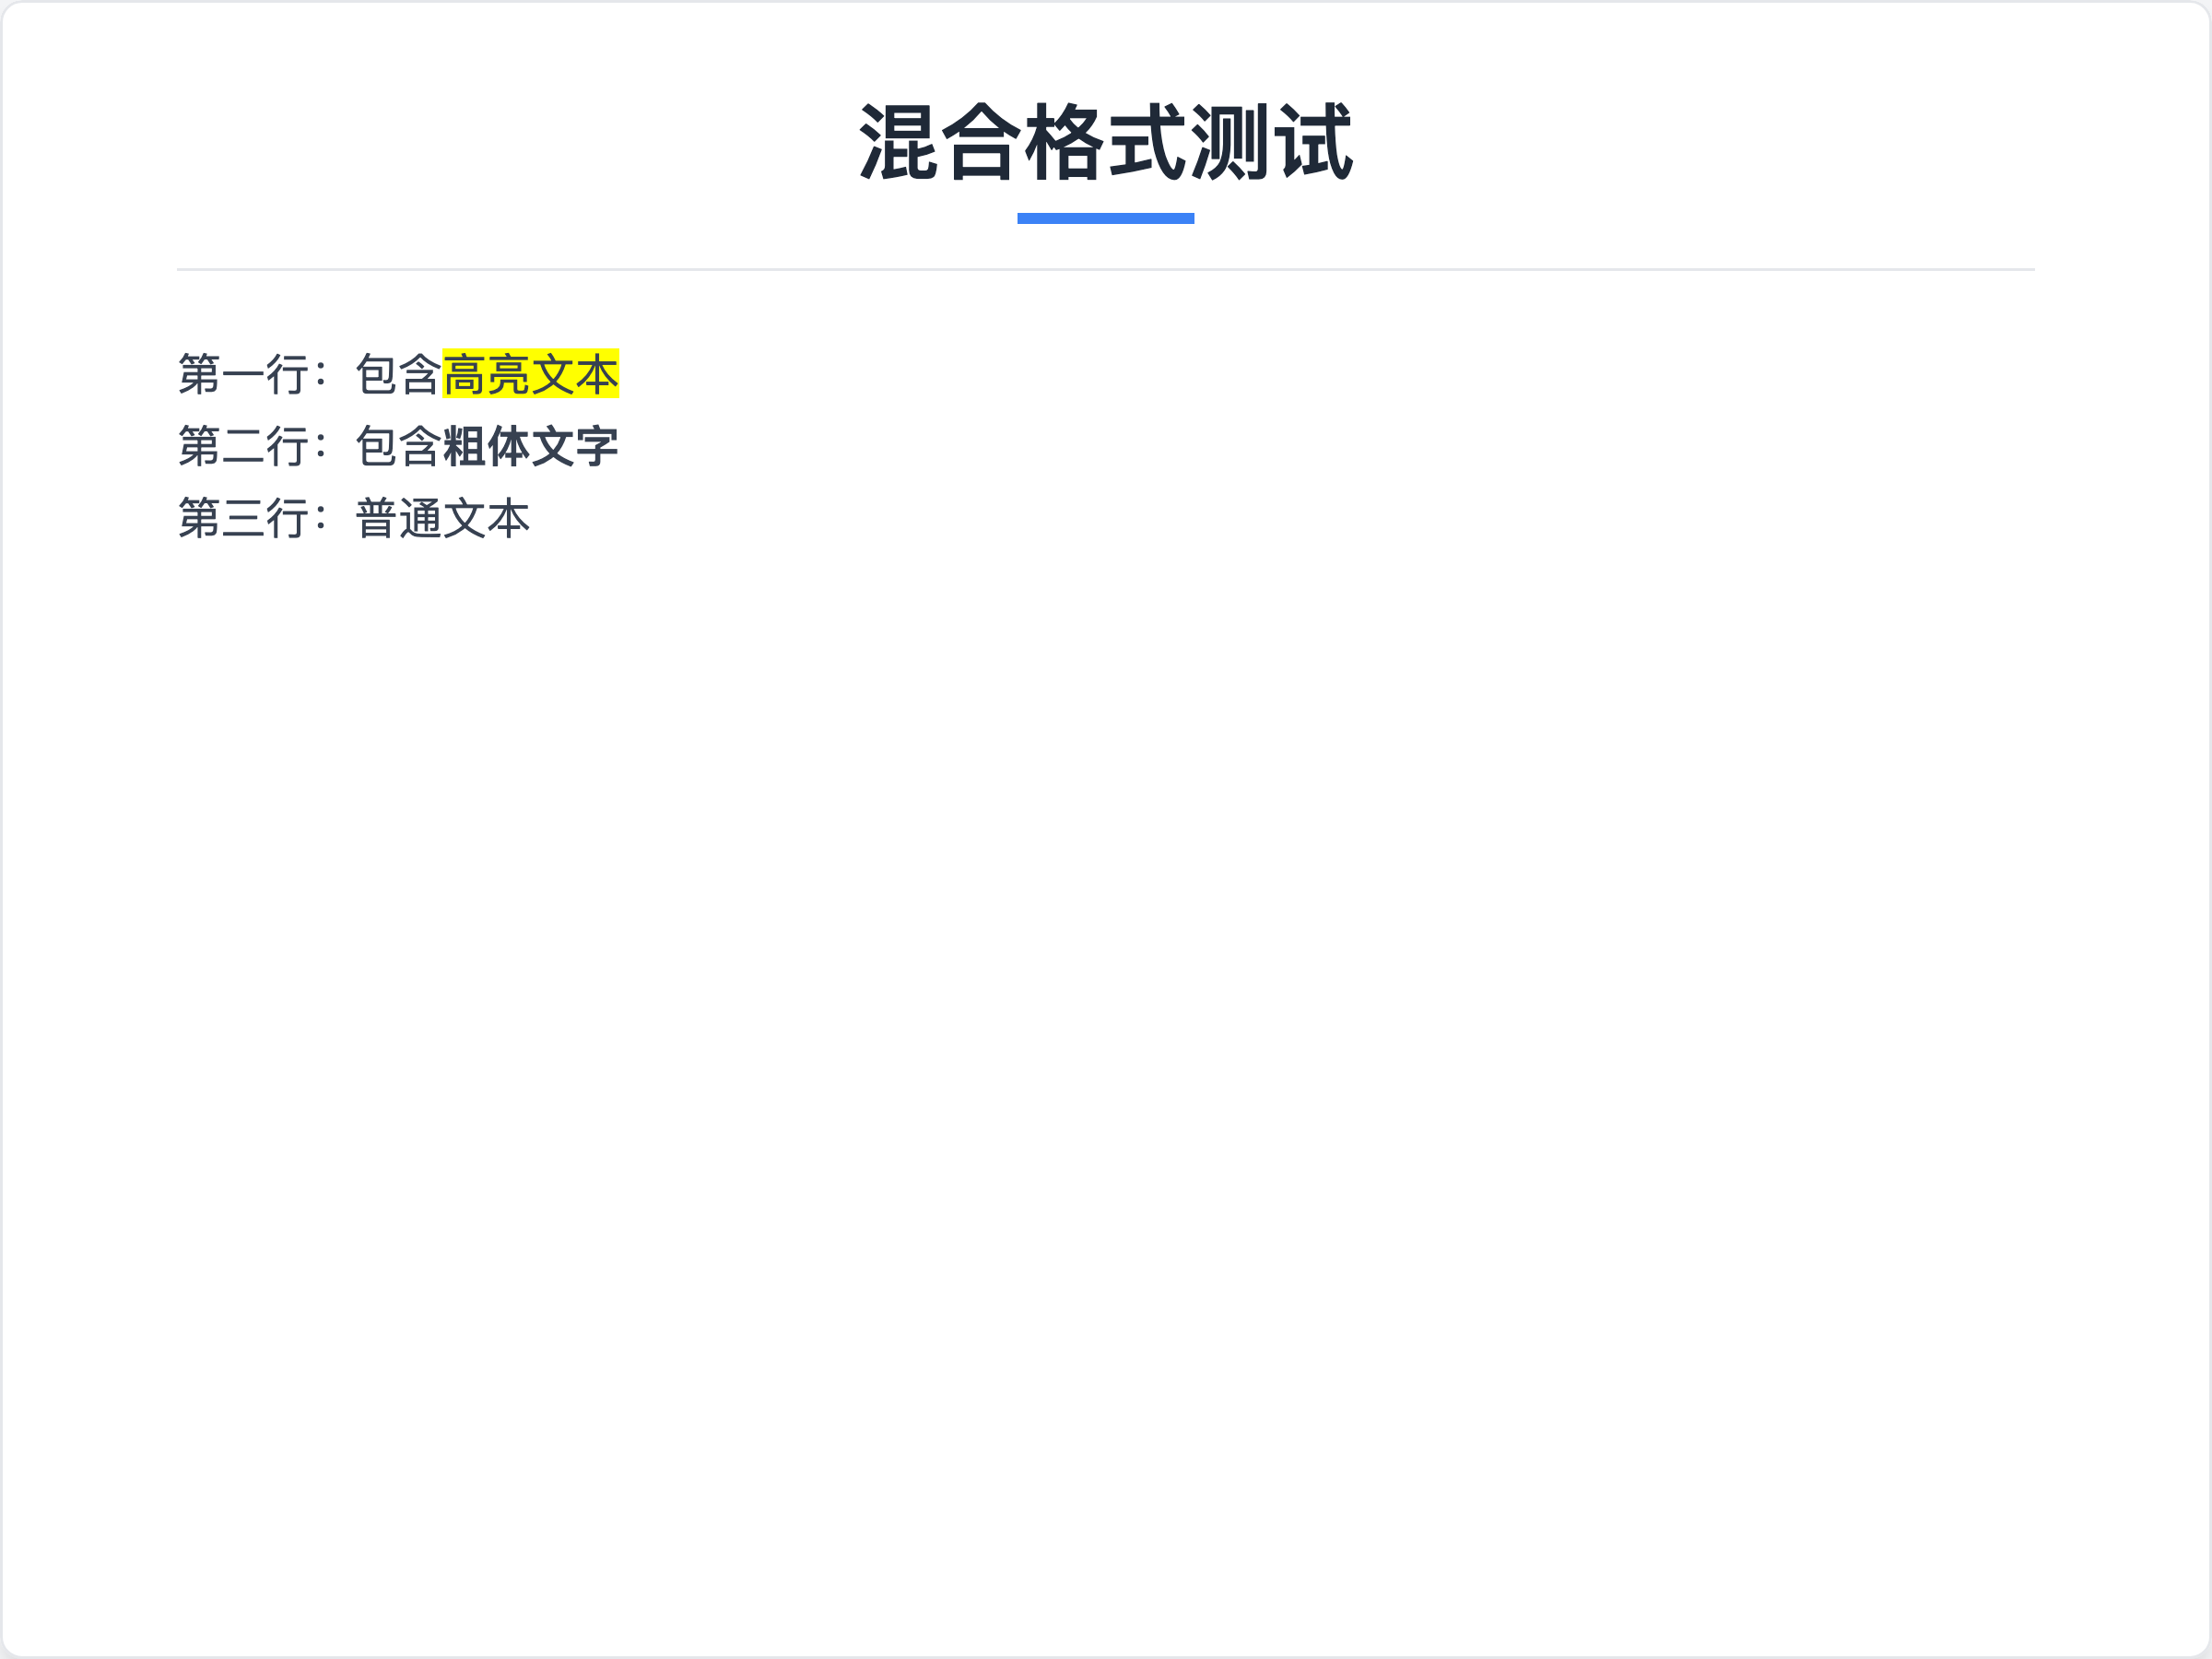 混合格式测试
第一行：包含高亮文本
第二行：包含粗体文字
第三行：普通文本